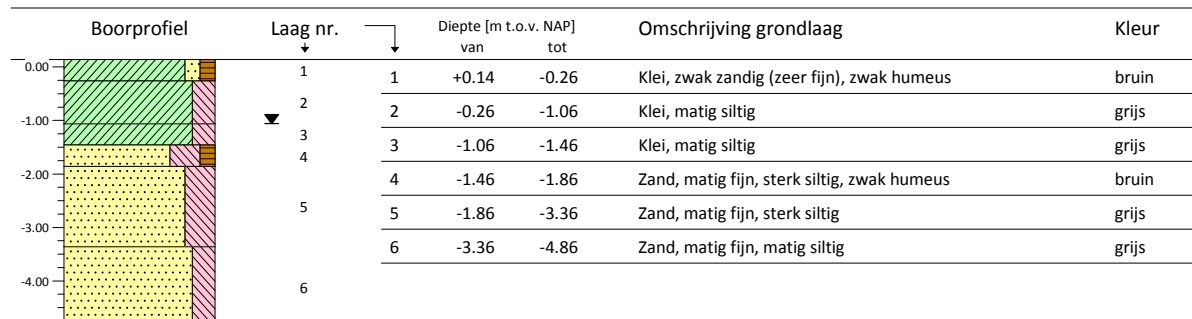 Boorprofiel Laag nr. Diepte [m t.o.v. NAP] Omschrijving grondlaag Kleur
van tot
0.00
-1.00
-2.00
-3.00
-4.00
1
2
3
4
5
6
1 +0.14 -0.26 Klei, zwak zandig (zeer fijn), zwak humeus bruin
2 -0.26 -1.06 Klei, matig siltig grijs
3 -1.06 -1.46 Klei, matig siltig grijs
4 -1.46 -1.86 Zand, matig fijn, sterk siltig, zwak humeus bruin
5 -1.86 -3.36 Zand, matig fijn, sterk siltig grijs
6 -3.36 -4.86 Zand, matig fijn, matig siltig grijs